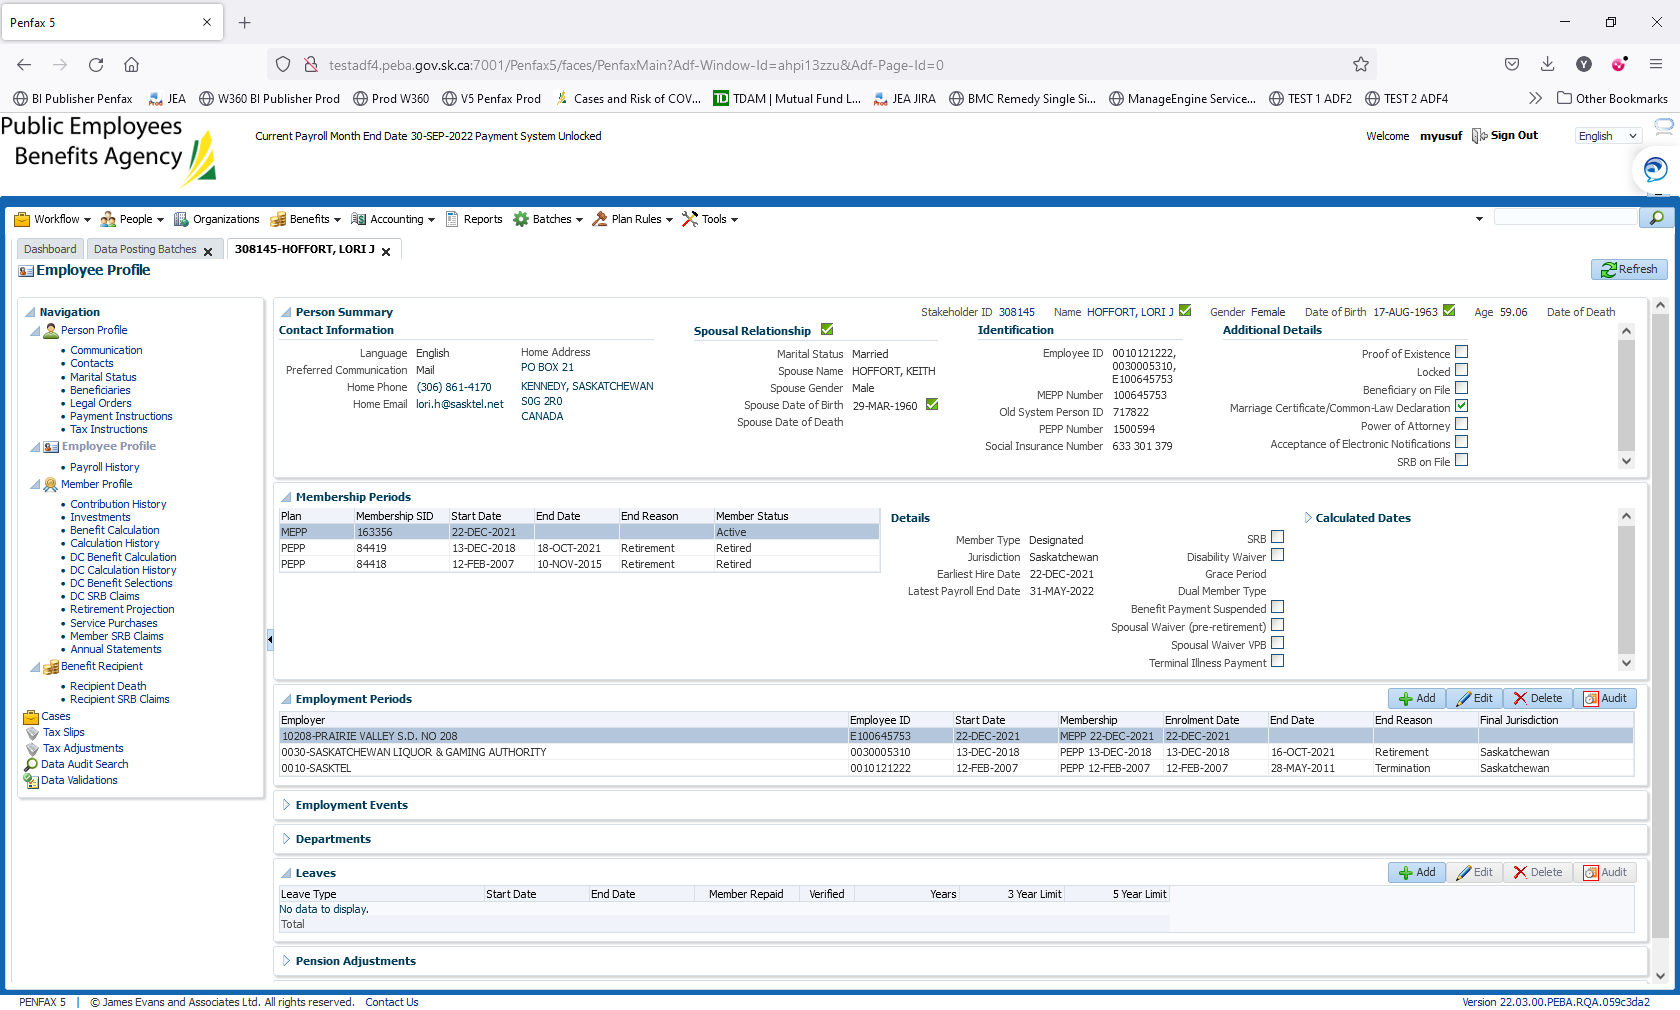 Penfax 5
testadf4.peba.gov.sk.ca:7001/Penfax5/faces/PenfaxMain?Adf-Window-Id=ahpi13zzu&Adf-Page-Id=0
BI Publisher Penfax JEA W360 BI Publisher Prod Prod W360 V5 Penfax Prod Cases and Risk of COV... TDAM | Mutual Fund L... JEA JIRA BMC Remedy Single Si... ManageEngine Service... TEST 1 ADF2 TEST 2 ADF4 Other Bookmarks
Public Employees
Benefits Agency
Current Payroll Month End Date 30-SEP-2022 Payment System Unlocked
Welcome myusuf Sign Out English
Workflow People Organizations Benefits Accounting Reports Batches Plan Rules Tools
Dashboard Data Posting Batches 308145-HOFFORT, LORI J
Employee Profile
Refresh
Navigation
Person Profile
Communication
Contacts
Marital Status
Beneficiaries
Legal Orders
Payment Instructions
Tax Instructions
Employee Profile
Payroll History
Member Profile
Contribution History
Investments
Benefit Calculation
Calculation History
DC Benefit Calculation
DC Calculation History
DC Benefit Selections
DC SRB Claims
Retirement Projection
Service Purchases
Member SRB Claims
Annual Statements
Benefit Recipient
Recipient Death
Recipient SRB Claims
Cases
Tax Slips
Tax Adjustments
Data Audit Search
Data Validations
Person Summary Stakeholder ID 308145 Name HOFFORT, LORI J Gender Female Date of Birth 17-AUG-1963 Age 59.06 Date of Death
Contact Information
Language English
Preferred Communication Mail
Home Phone (306) 861-4170
Home Email lori.h@sasktel.net
Home Address
PO BOX 21
KENNEDY, SASKATCHEWAN
S0G 2R0
CANADA
Spousal Relationship
Marital Status Married
Spouse Name HOFFORT, KEITH
Spouse Gender Male
Spouse Date of Birth 29-MAR-1960
Spouse Date of Death
Identification
Employee ID 0010121222,
0030005310,
E100645753
MEPP Number 100645753
Old System Person ID 717822
PEPP Number 1500594
Social Insurance Number 633 301 379
Additional Details
Proof of Existence
Locked
Beneficiary on File
Marriage Certificate/Common-Law Declaration
Power of Attorney
Acceptance of Electronic Notifications
SRB on File
Membership Periods
Plan Membership SID Start Date End Date End Reason Member Status
MEPP 163356 22-DEC-2021 Active
PEPP 84419 13-DEC-2018 18-OCT-2021 Retirement Retired
PEPP 84418 12-FEB-2007 10-NOV-2015 Retirement Retired
Details
Member Type Designated
Jurisdiction Saskatchewan
Earliest Hire Date 22-DEC-2021
Latest Payroll End Date 31-MAY-2022
SRB
Disability Waiver
Grace Period
Dual Member Type
Benefit Payment Suspended
Spousal Waiver (pre-retirement)
Spousal Waiver VPB
Terminal Illness Payment
Calculated Dates
Employment Periods Add Edit Delete Audit
Employer Employee ID Start Date Membership Enrolment Date End Date End Reason Final Jurisdiction
10208-PRAIRIE VALLEY S.D. NO 208 E100645753 22-DEC-2021 MEPP 22-DEC-2021 22-DEC-2021
0030-SASKATCHEWAN LIQUOR & GAMING AUTHORITY 0030005310 13-DEC-2018 PEPP 13-DEC-2018 13-DEC-2018 16-OCT-2021 Retirement Saskatchewan
0010-SASKTEL 0010121222 12-FEB-2007 PEPP 12-FEB-2007 12-FEB-2007 28-MAY-2011 Termination Saskatchewan
Employment Events
Departments
Leaves Add Edit Delete Audit
Leave Type Start Date End Date Member Repaid Verified Years 3 Year Limit 5 Year Limit
No data to display.
Total
Pension Adjustments
PENFAX 5 | © James Evans and Associates Ltd. All rights reserved. Contact Us
Version 22.03.00.PEBA.RQA.059c3da2